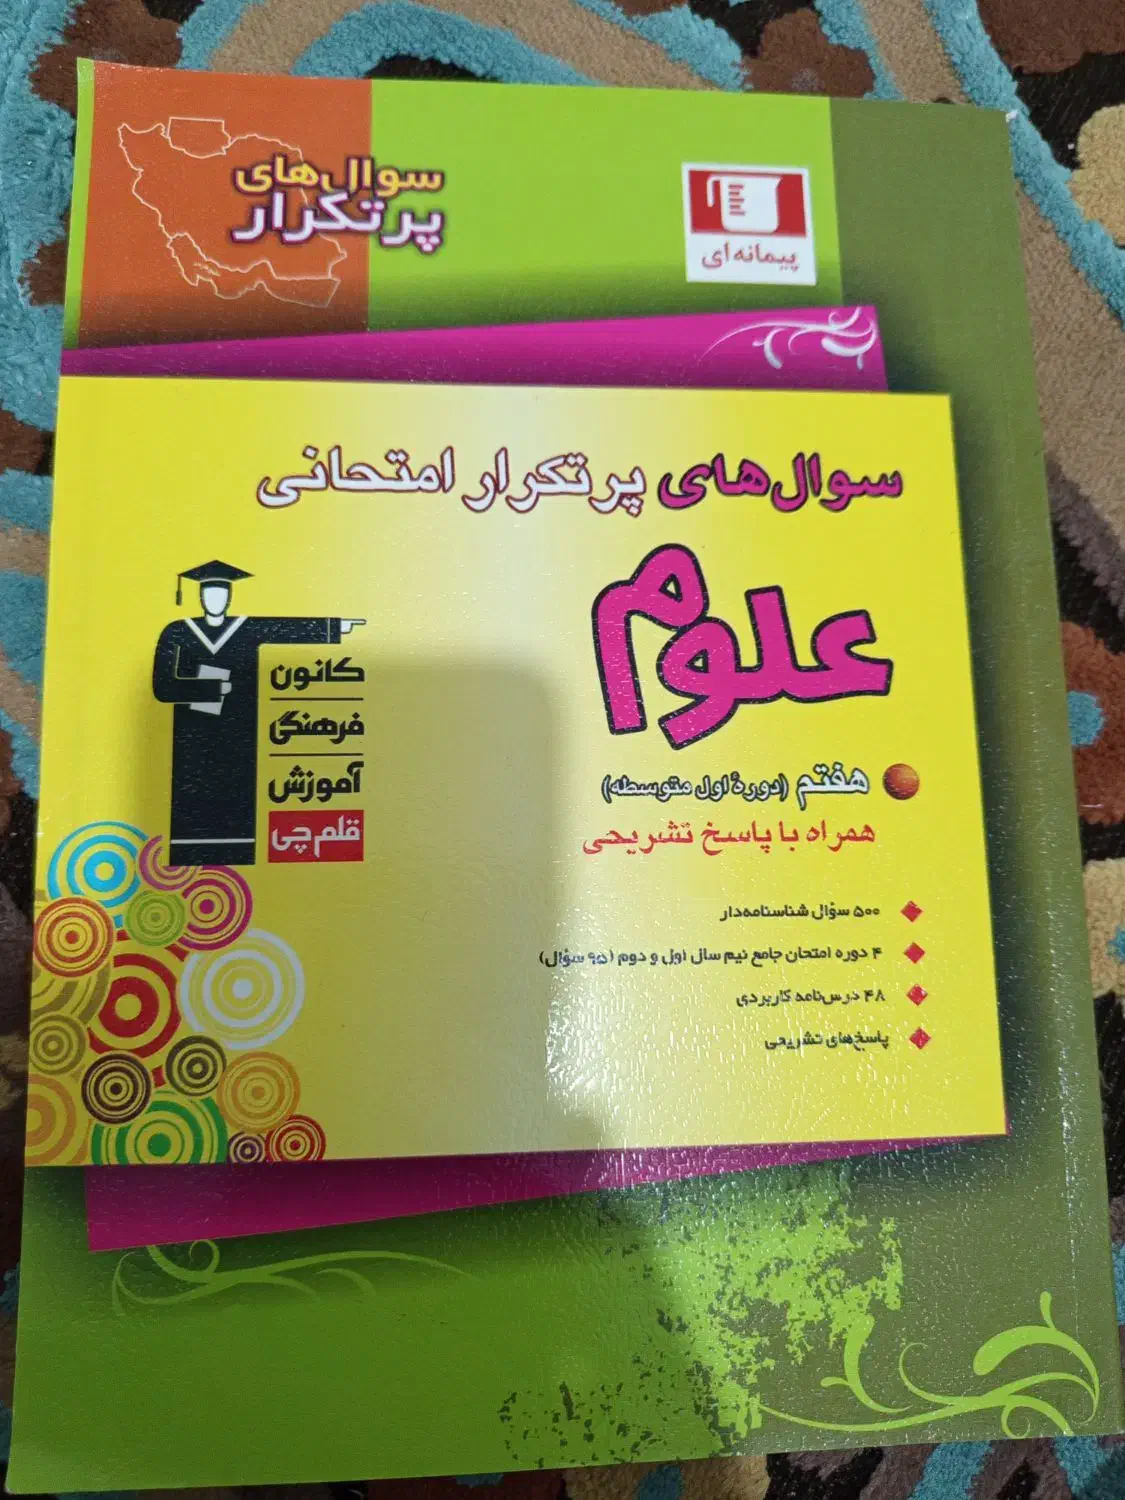 سوال‌های
پرتکرار
پیمانه‌ای
سوال‌های پرتکرار امتحانی
علوم
هفتم (دورهٔ اول متوسطه)
همراه با پاسخ تشریحی
کانون
فرهنگی
آموزش
قلم‌چی
۵۰۰ سؤال شناسنامه‌دار
۴ دوره امتحان جامع نیم سال اول و دوم (۹۵ سؤال)
۴۸ درس‌نامه کاربردی
پاسخ‌های تشریحی